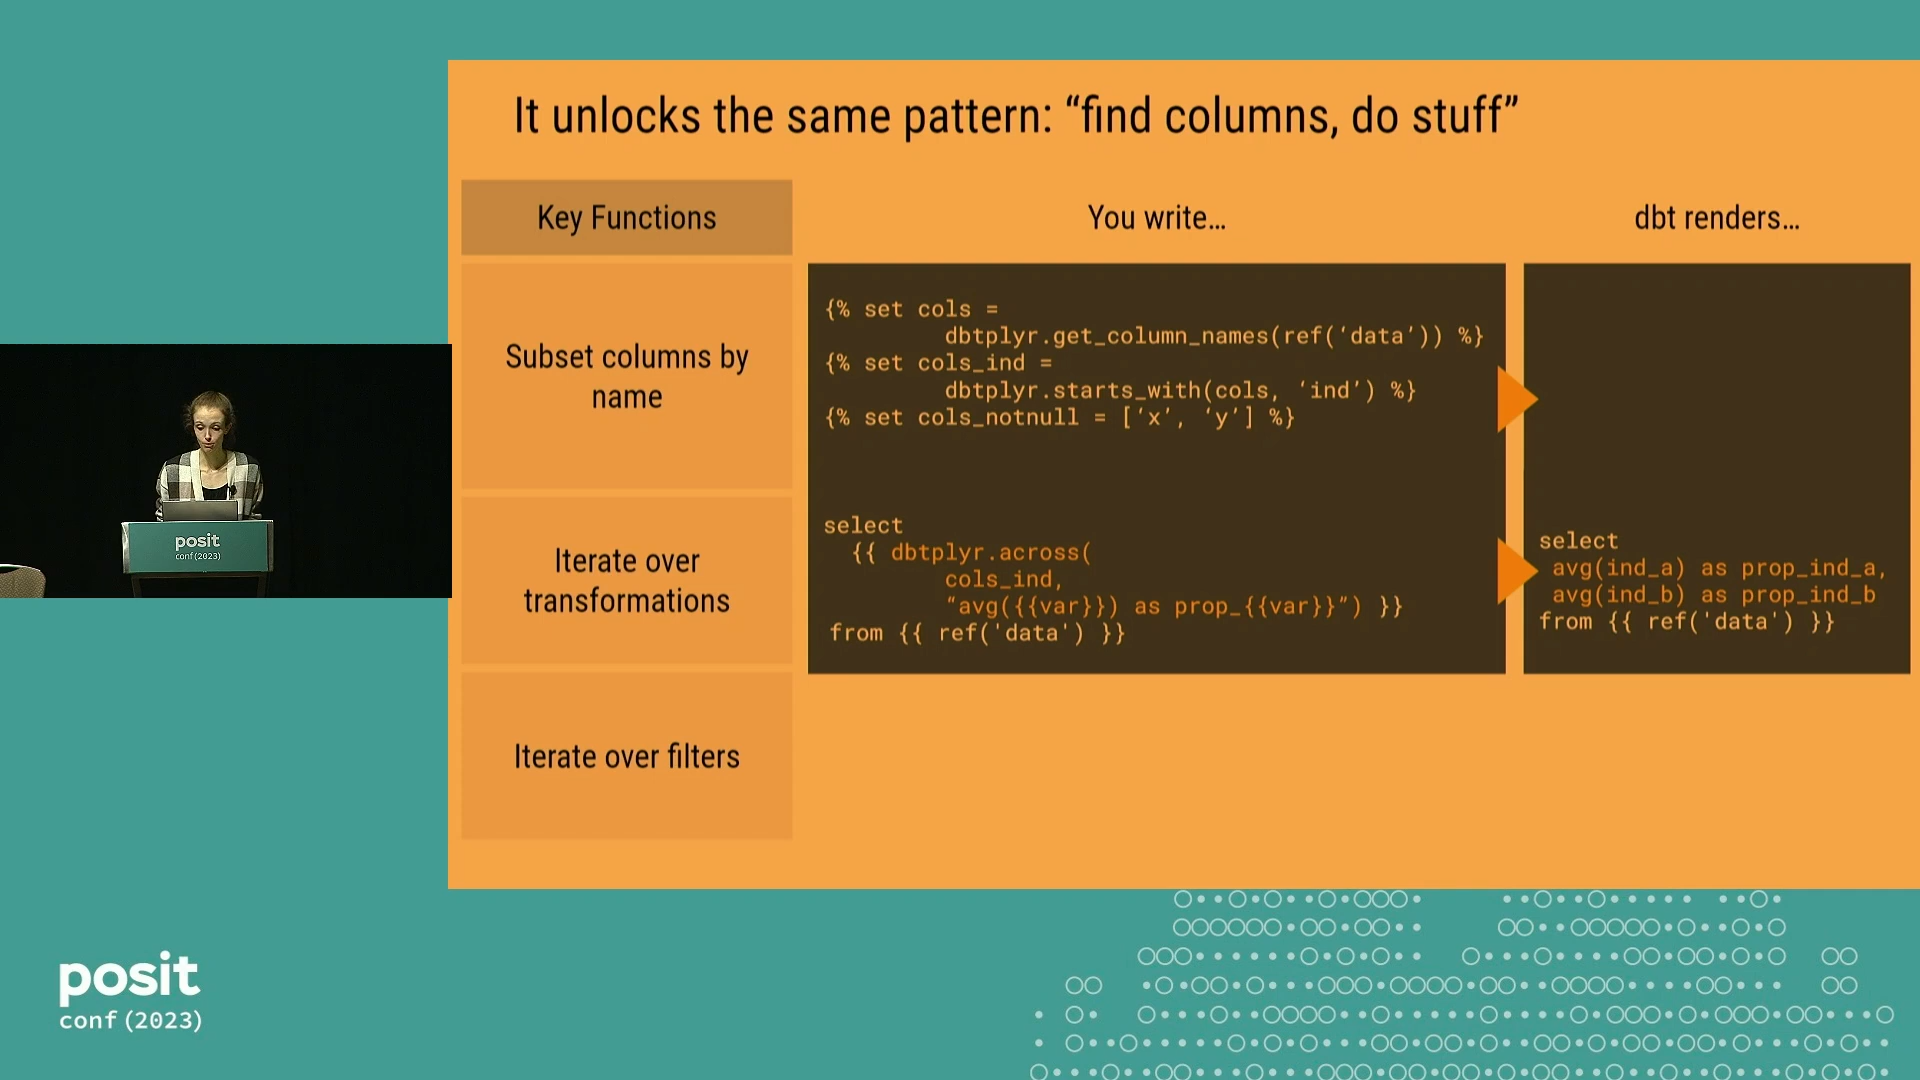 It unlocks the same pattern: “find columns, do stuff”
Key Functions
You write…
dbt renders…
Subset columns by
name
{% set cols =
dbtplyr.get_column_names(ref(‘data’)) %}
{% set cols_ind =
dbtplyr.starts_with(cols, ‘ind’) %}
{% set cols_notnull = [‘x’, ‘y’] %}
Iterate over
transformations
select
{{ dbtplyr.across(
cols_ind,
“avg({{var}}) as prop_{{var}}”) }}
from {{ ref('data') }}
select
avg(ind_a) as prop_ind_a,
avg(ind_b) as prop_ind_b
from {{ ref('data') }}
Iterate over filters
posit
conf(2023)
posit
conf(2023)